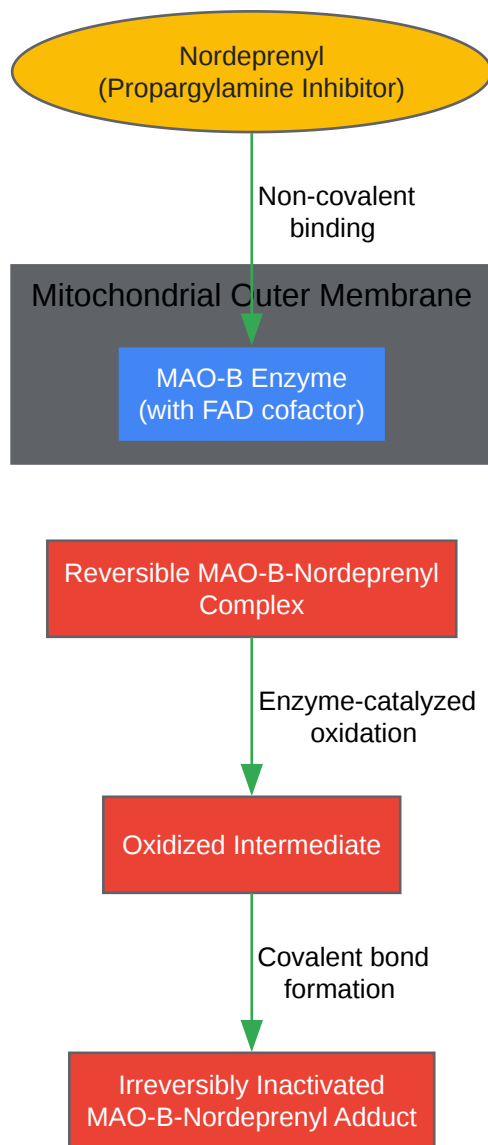 Nordeprenyl
(Propargylamine Inhibitor)
Non-covalent
binding
Mitochondrial Outer Membrane
MAO-B Enzyme
(with FAD cofactor)
Reversible MAO-B-Nordeprenyl
Complex
Enzyme-catalyzed
oxidation
Oxidized Intermediate
Covalent bond
formation
Irreversibly Inactivated
MAO-B-Nordeprenyl Adduct